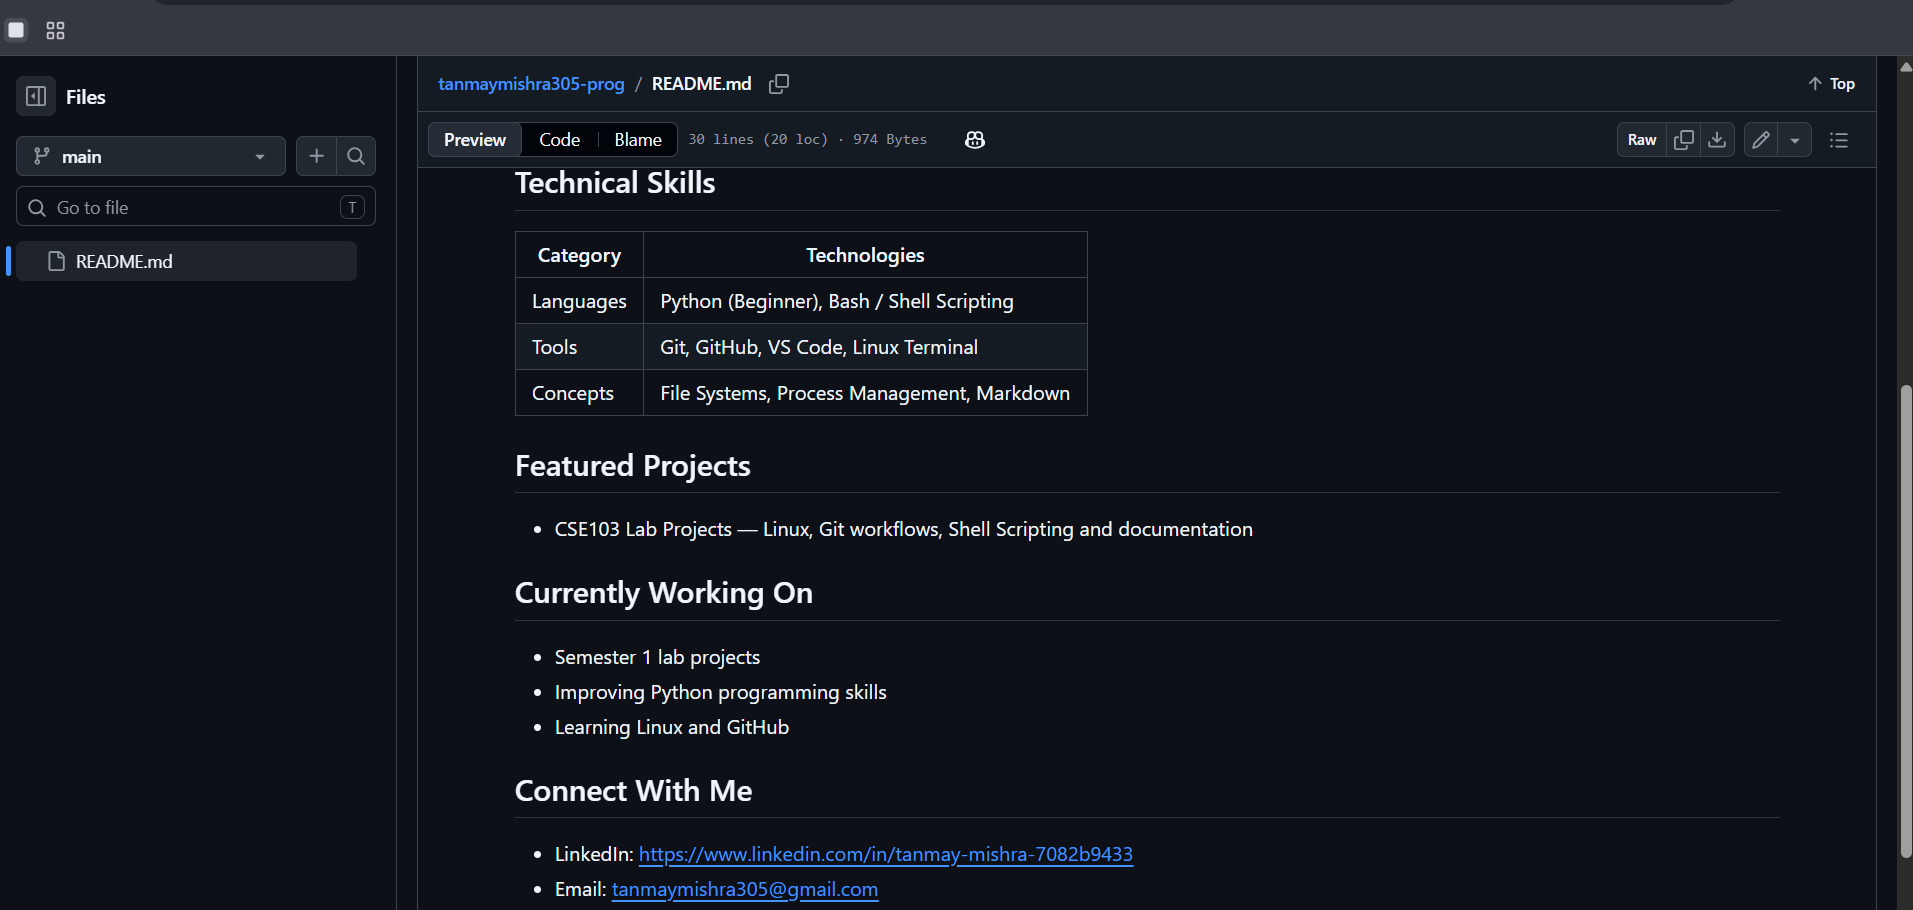 Files
main
Go to file
T
README.md
tanmaymishra305-prog / README.md
Top
Preview
Code
Blame
30 lines (20 loc) · 974 Bytes
Raw
Technical Skills
Category Technologies
Languages Python (Beginner), Bash / Shell Scripting
Tools Git, GitHub, VS Code, Linux Terminal
Concepts File Systems, Process Management, Markdown
Featured Projects
• CSE103 Lab Projects — Linux, Git workflows, Shell Scripting and documentation
Currently Working On
• Semester 1 lab projects
• Improving Python programming skills
• Learning Linux and GitHub
Connect With Me
• LinkedIn: https://www.linkedin.com/in/tanmay-mishra-7082b9433
• Email: tanmaymishra305@gmail.com